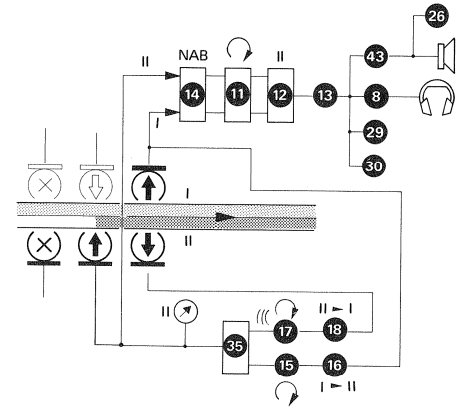 26
II NAB II
43
14 11 12 13 8
I
29
30
I
II
II II ► I
17 18
35
15 16
I ► II